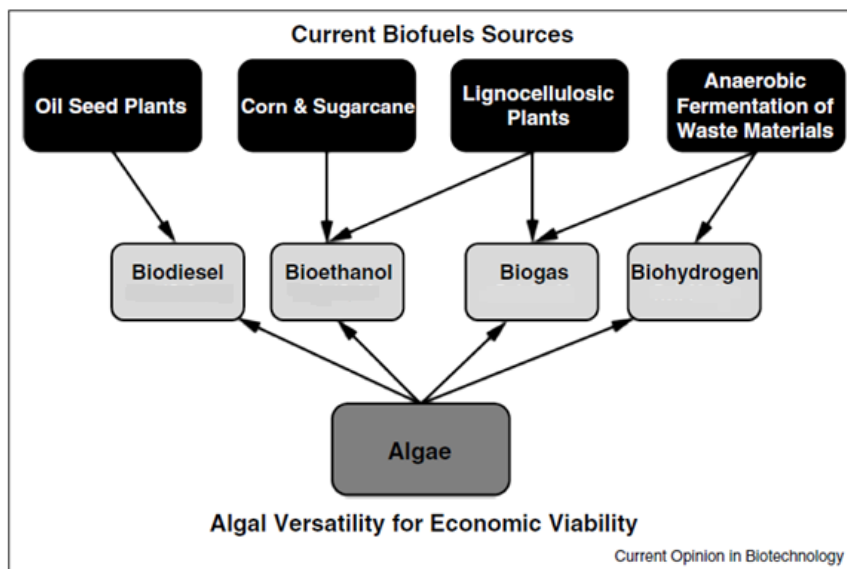 Current Biofuels Sources
Oil Seed Plants
Corn & Sugarcane
Lignocellulosic
Plants
Anaerobic
Fermentation of
Waste Materials
Biodiesel
Bioethanol
Biogas
Biohydrogen
Algae
Algal Versatility for Economic Viability
Current Opinion in Biotechnology